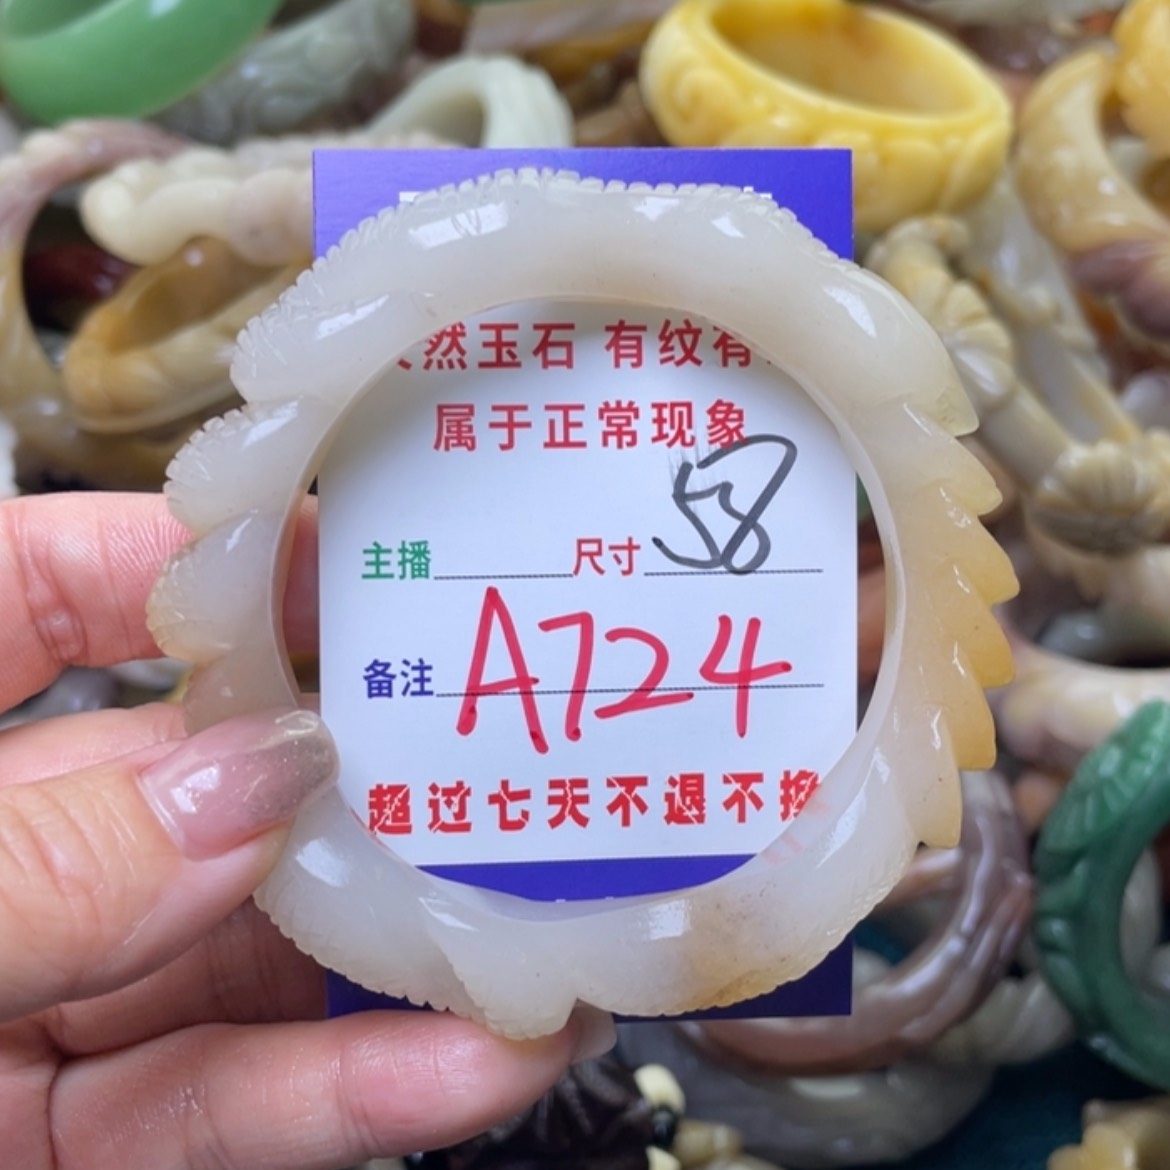 然玉石 有纹有
属于正常现象
主播 尺寸 58
备注 A724
超过七天不退不换